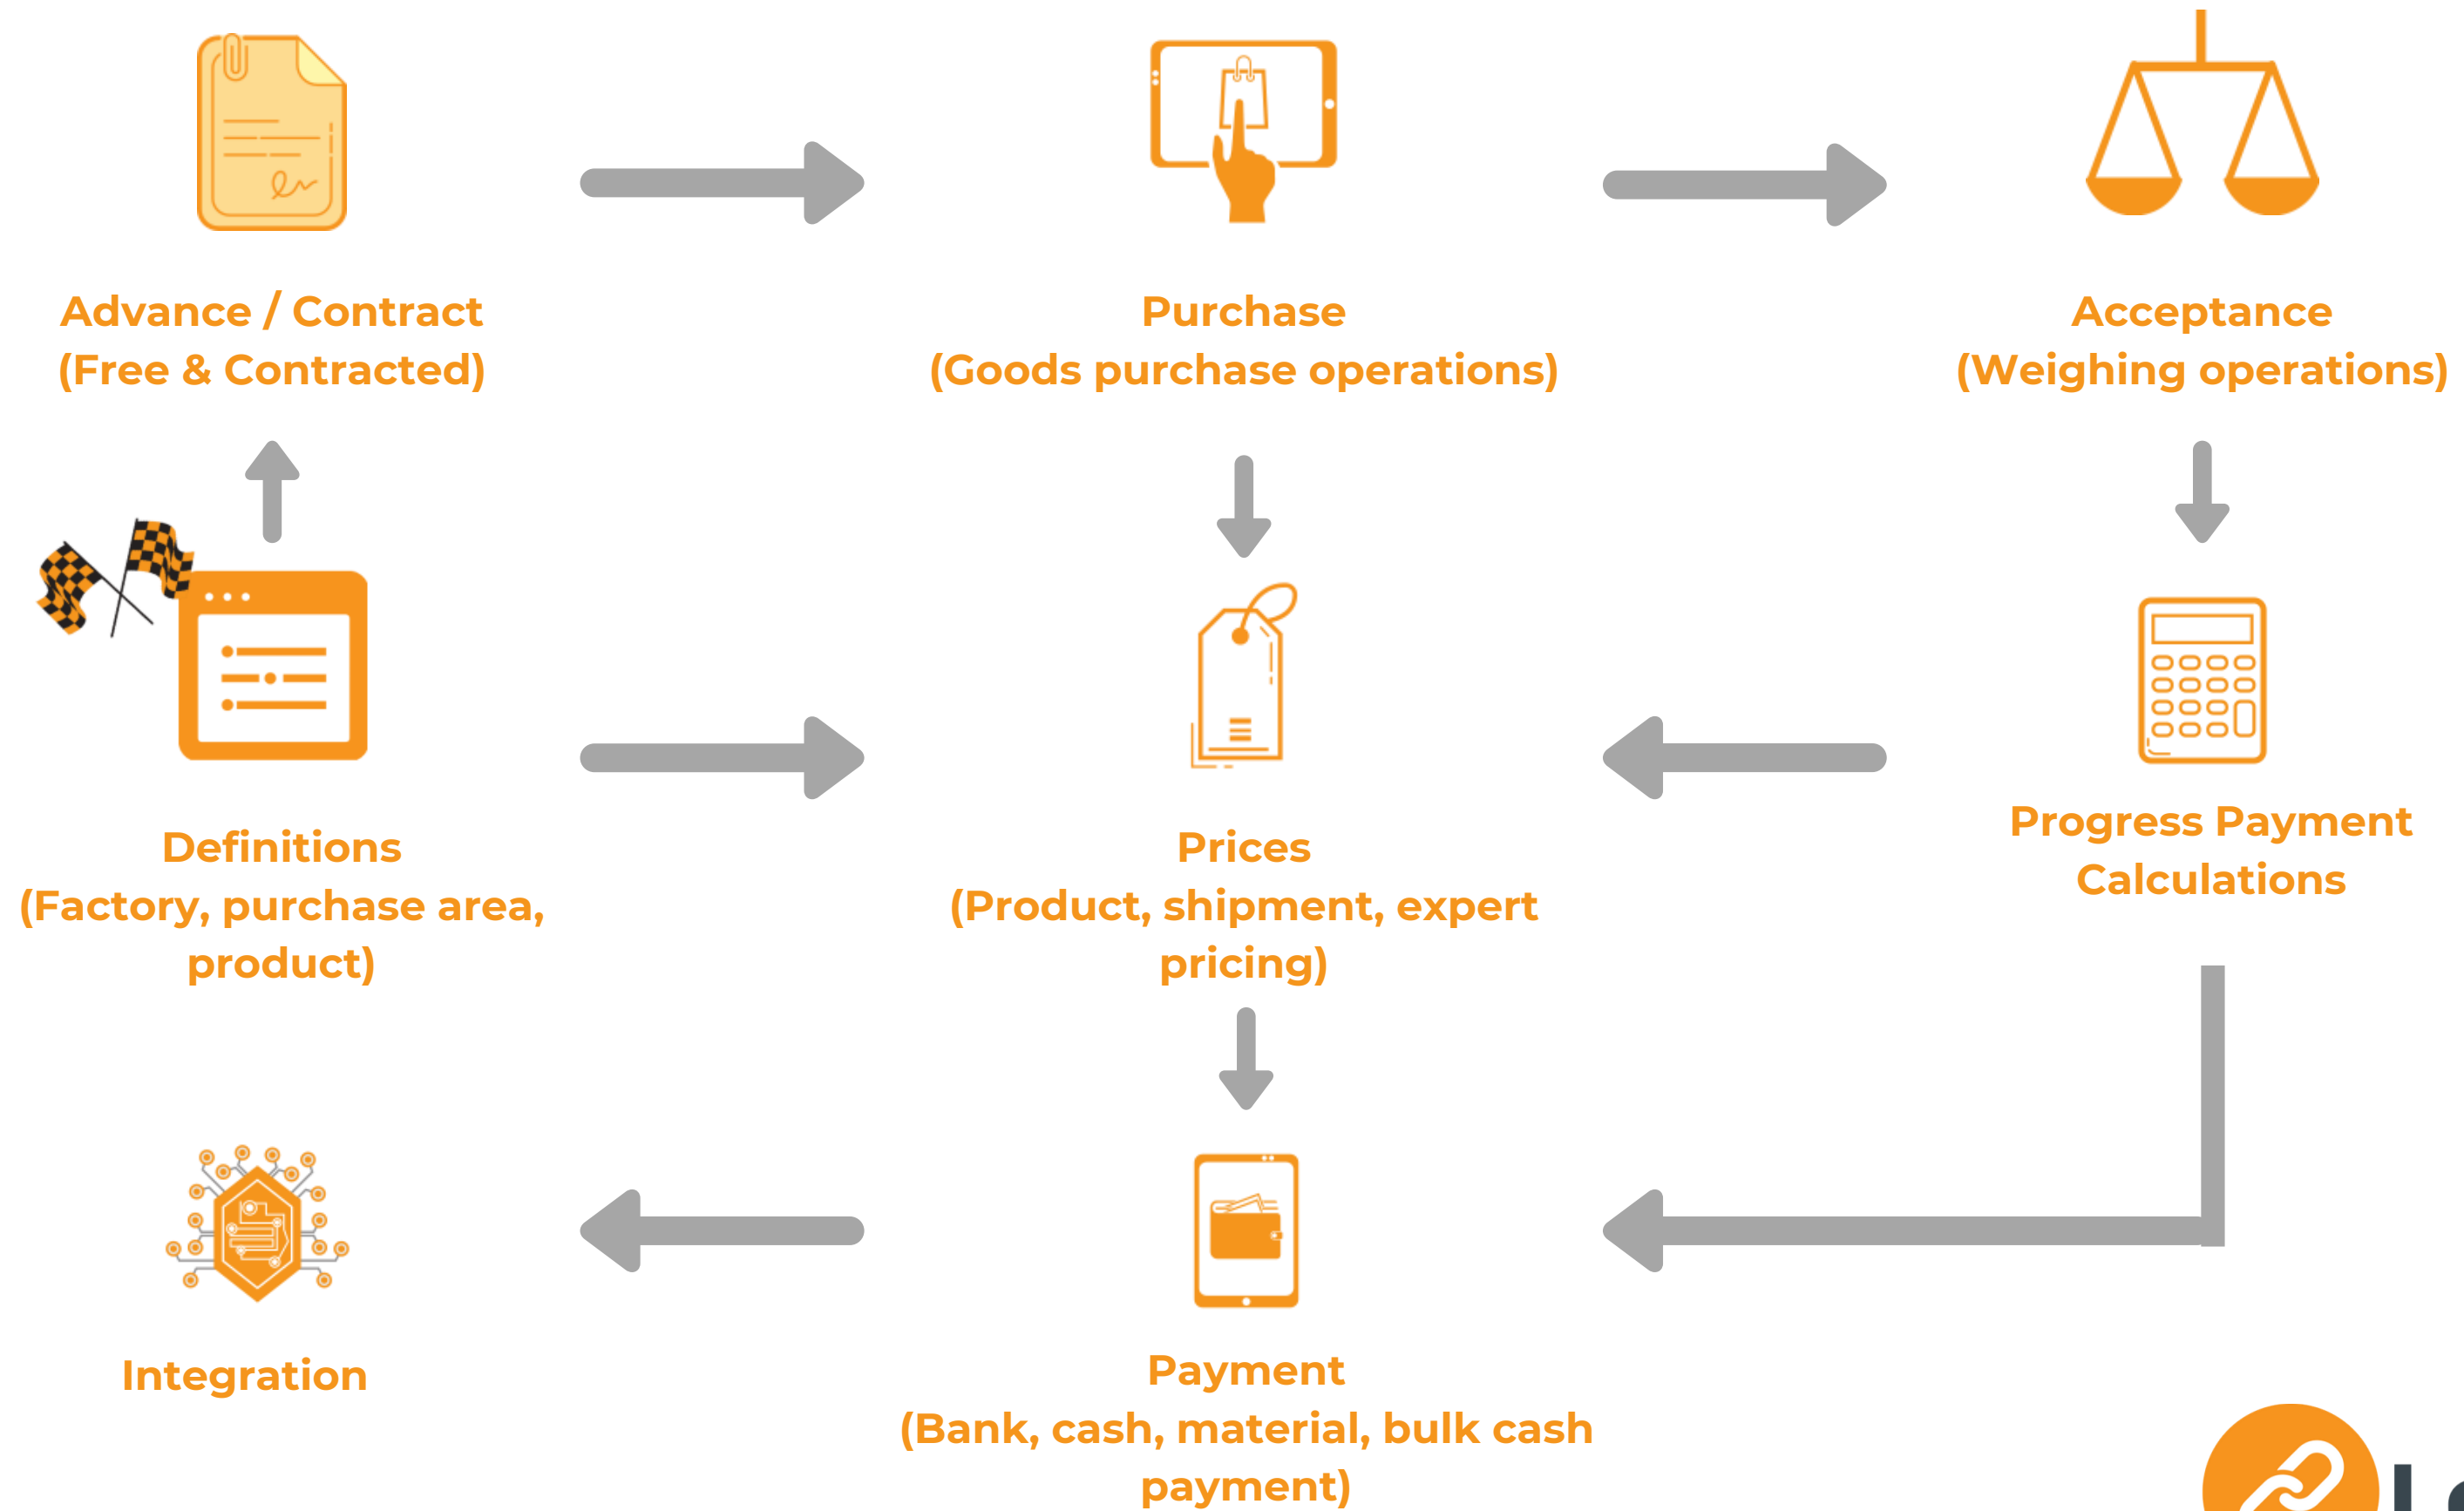 Advance / Contract
(Free & Contracted)
Purchase
(Goods purchase operations)
Acceptance
(Weighing operations)
Definitions
(Factory, purchase area,
product)
Prices
(Product, shipment, expert
pricing)
Progress Payment
Calculations
Integration
Payment
(Bank, cash, material, bulk cash
payment)